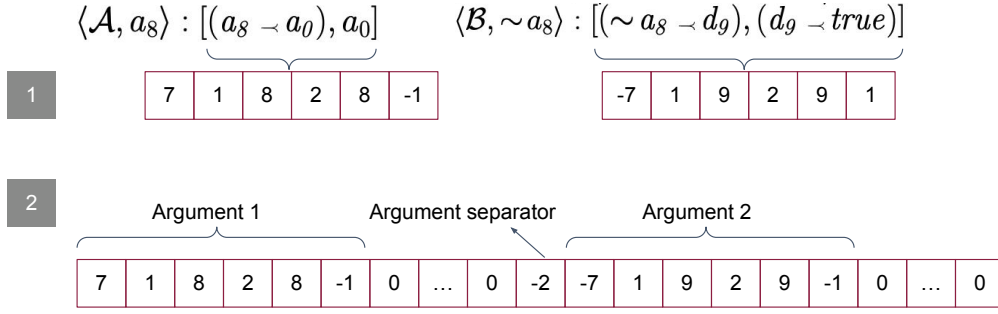 ⟨𝒜, a₈⟩ : [(a₈ ⤙ a₀), a₀] ⟨ℬ, ∼a₈⟩ : [(∼ a₈ ⤙ d₉), (d₉ ⤙ true)]
1 7 1 8 2 8 -1 -7 1 9 2 9 1
2
Argument 1 Argument separator Argument 2
7 1 8 2 8 -1 0 … 0 -2 -7 1 9 2 9 -1 0 … 0